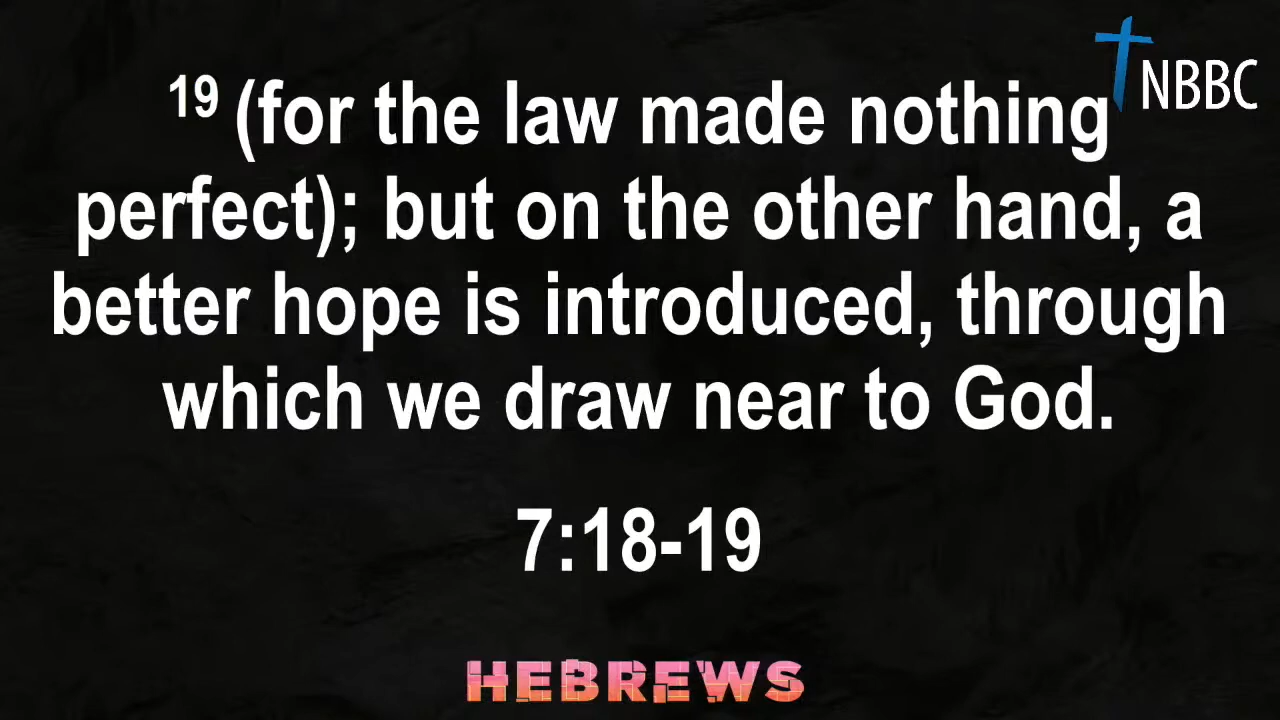 NBBC
19 (for the law made nothing
perfect); but on the other hand, a
better hope is introduced, through
which we draw near to God.
7:18-19
HEBREWS